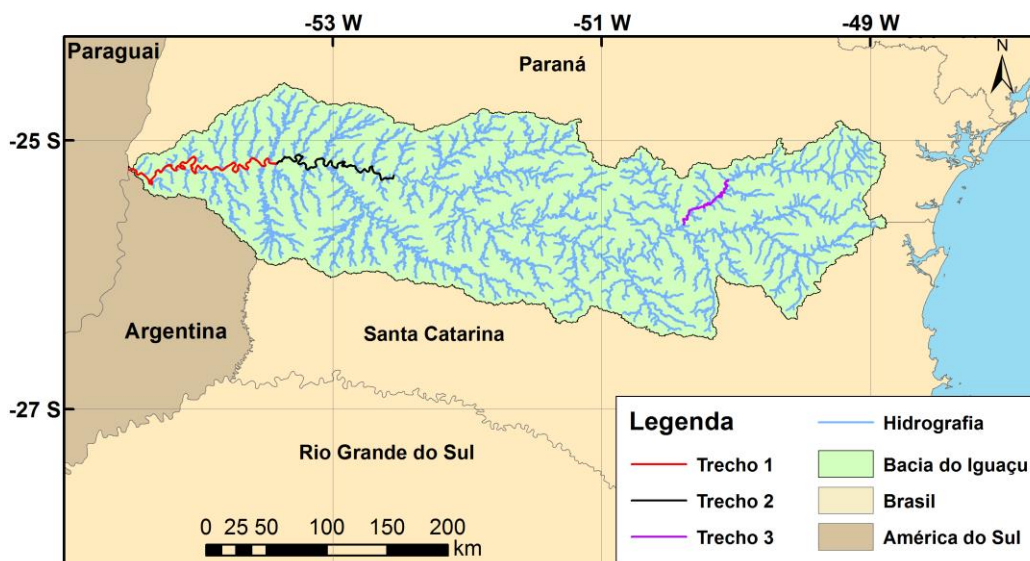 -53 W
-51 W
-49 W
Paraguai
Paraná
N
-25 S
Argentina
Santa Catarina
-27 S
Rio Grande do Sul
Legenda
Trecho 1
Trecho 2
Trecho 3
Hidrografia
Bacia do Iguaçu
Brasil
América do Sul
0 25 50 100 150 200
km